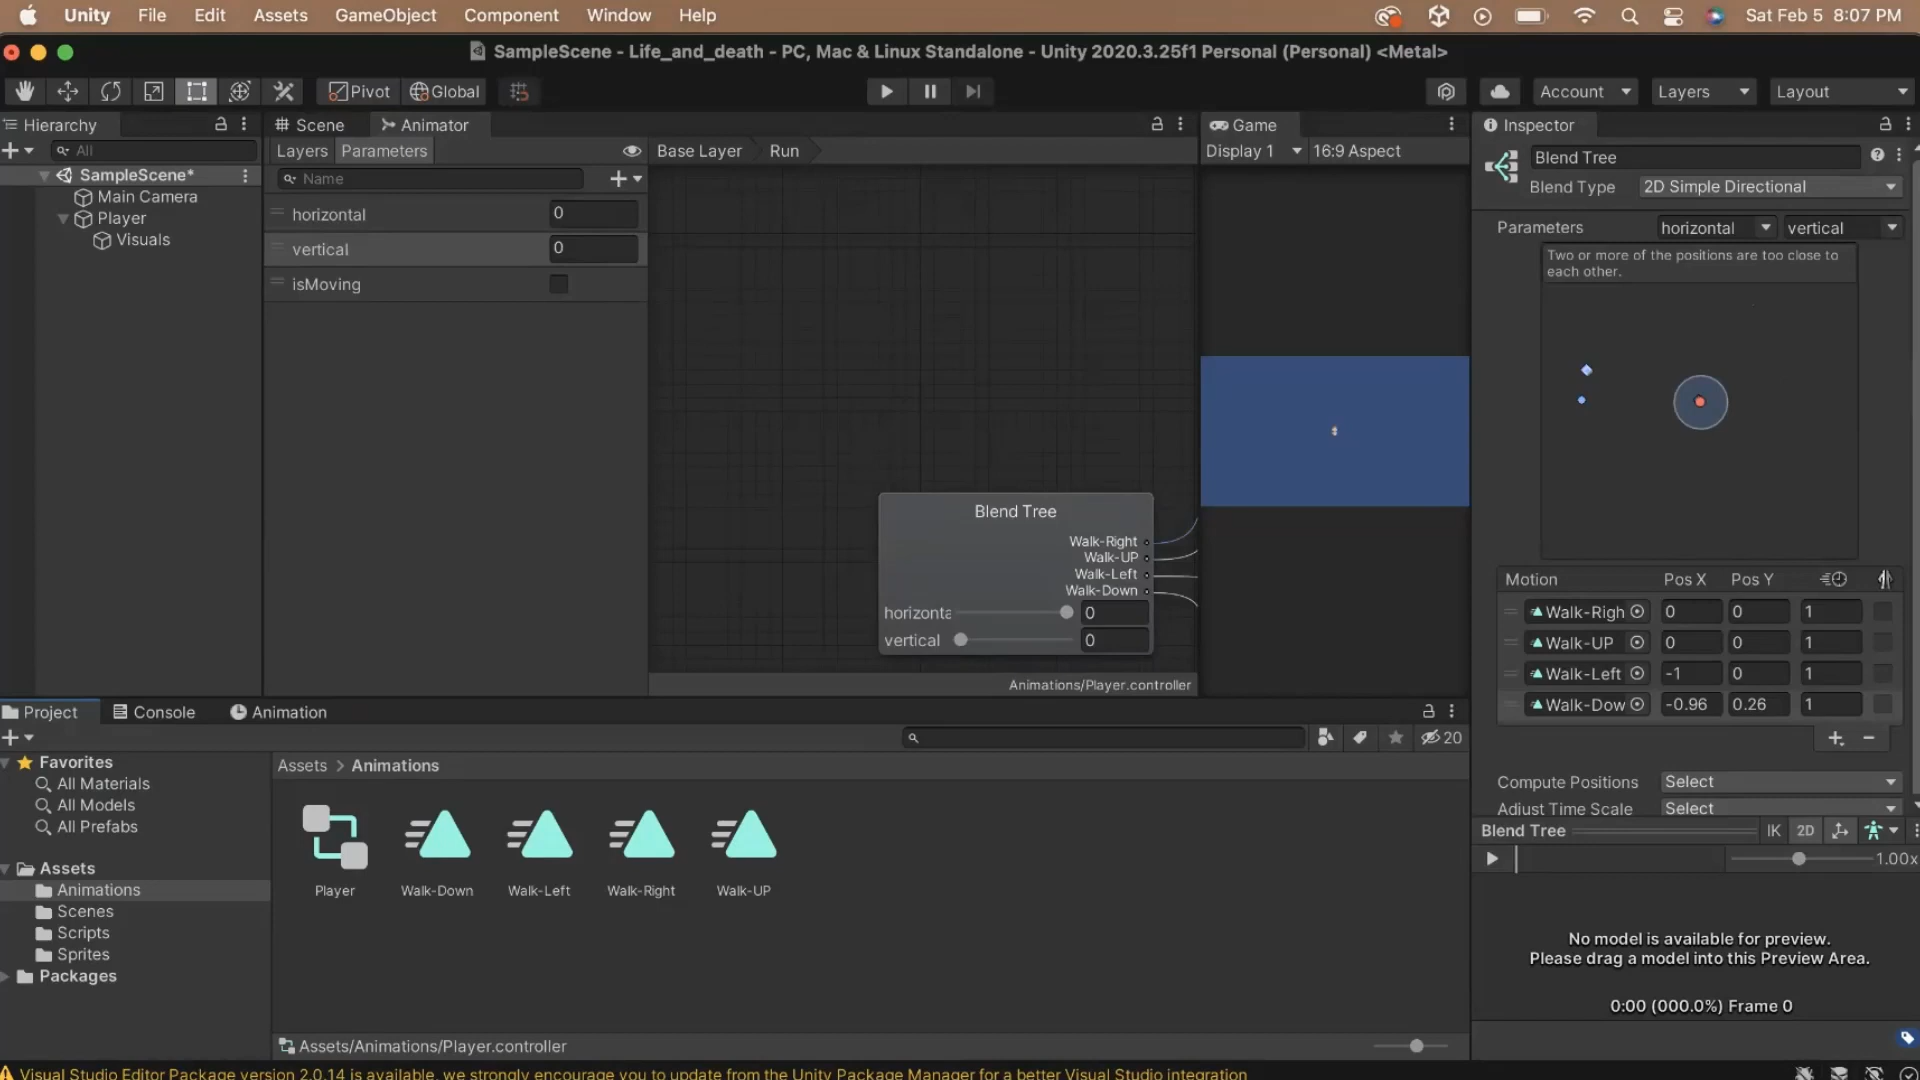 Unity File Edit Assets GameObject Component Window Help Sat Feb 5 8:07 PM
SampleScene - Life_and_death - PC, Mac & Linux Standalone - Unity 2020.3.25f1 Personal (Personal) <Metal>
Pivot Global Account Layers Layout
Hierarchy Scene Animator Game Inspector
All Layers Parameters Base Layer Run Display 1 16:9 Aspect Blend Tree
SampleScene* Name Blend Type 2D Simple Directional
Main Camera
Player horizontal 0 Parameters horizontal vertical
Visuals vertical 0
Two or more of the positions are too close to
each other.
isMoving
Blend Tree
Walk-Right
Walk-UP
Walk-Left
Walk-Down
horizonta 0
vertical 0
Animations/Player.controller
Motion Pos X Pos Y
Walk-Righ 0 0 1
Walk-UP 0 0 1
Walk-Left -1 0 1
Walk-Dow -0.96 0.26 1
Compute Positions Select
Adjust Time Scale Select
Blend Tree IK 2D
1.00x
No model is available for preview.
Please drag a model into this Preview Area.
0:00 (000.0%) Frame 0
Project Console Animation
20
Favorites
All Materials
All Models
All Prefabs
Assets
Animations
Scenes
Scripts
Sprites
Packages
Assets > Animations
Player Walk-Down Walk-Left Walk-Right Walk-UP
Assets/Animations/Player.controller
Visual Studio Editor Package version 2.0.14 is available, we strongly encourage you to update from the Unity Package Manager for a better Visual Studio integration